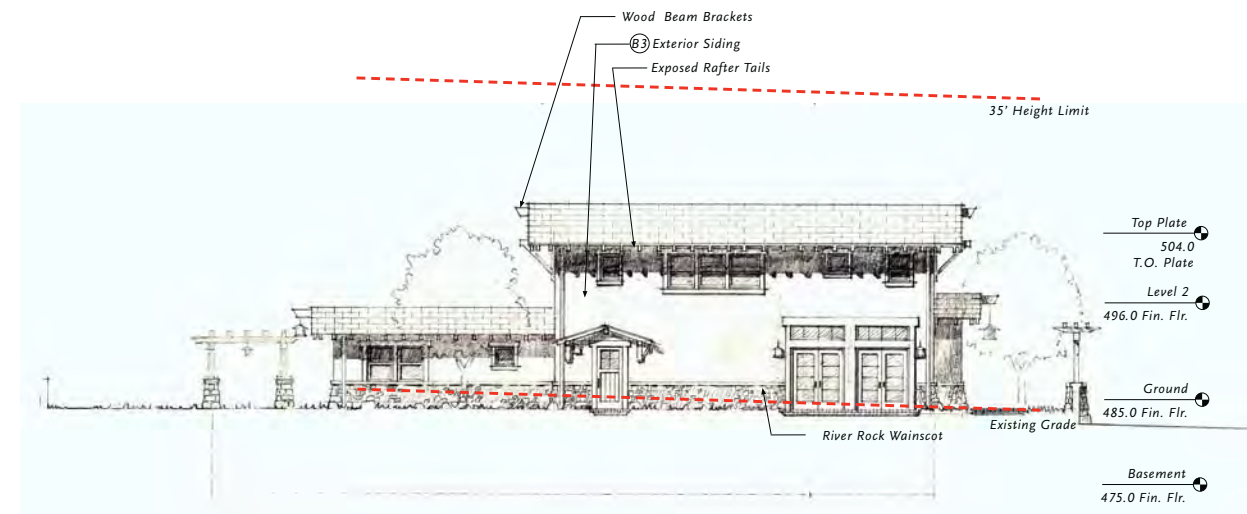 Wood Beam Brackets
B3 Exterior Siding
Exposed Rafter Tails
35' Height Limit
Top Plate
504.0
T.O. Plate
Level 2
496.0 Fin. Flr.
Ground
485.0 Fin. Flr.
Existing Grade
River Rock Wainscot
Basement
475.0 Fin. Flr.